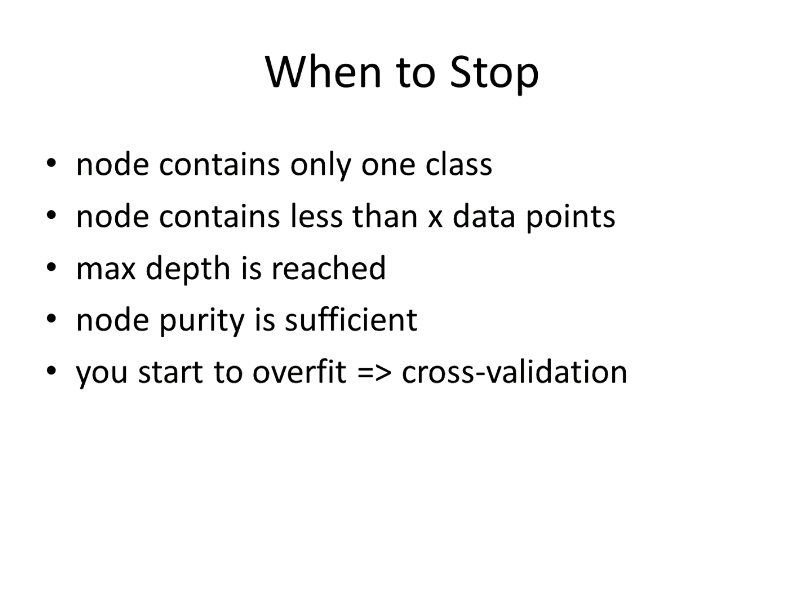 When to Stop
• node contains only one class
• node contains less than x data points
• max depth is reached
• node purity is sufficient
• you start to overfit => cross-validation